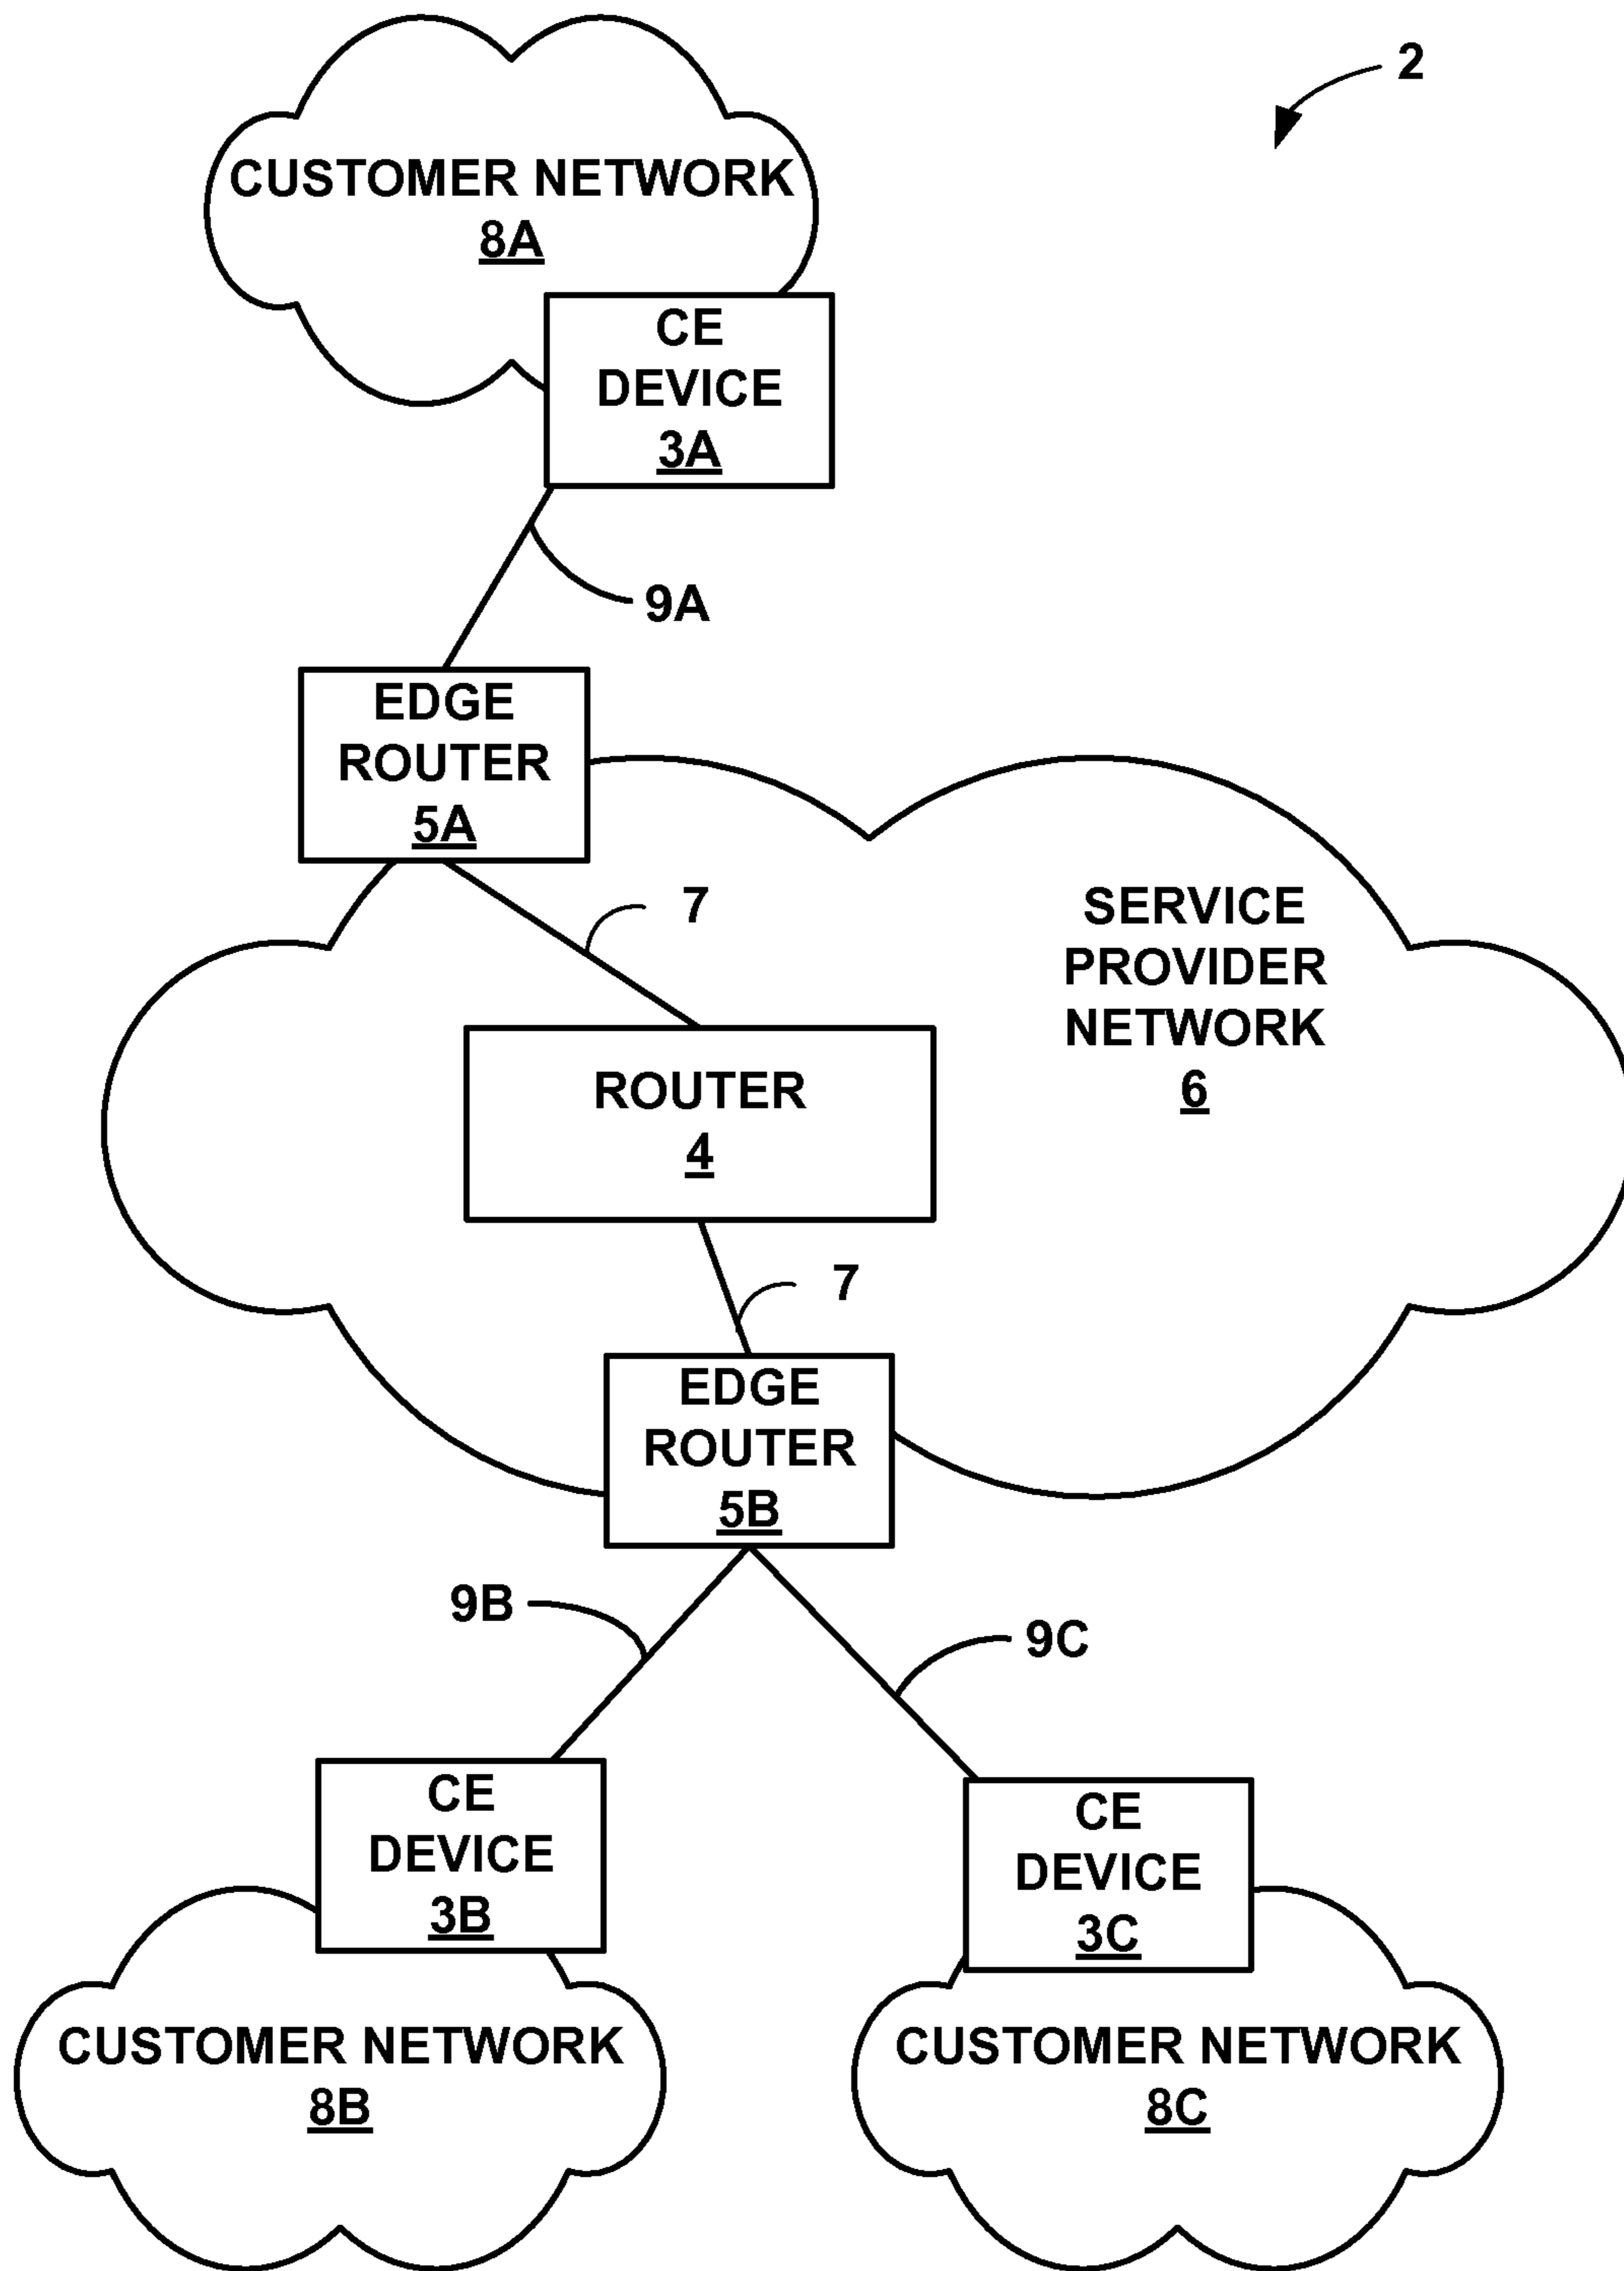 2
CUSTOMER NETWORK
8A
CE
DEVICE
3A
9A
EDGE
ROUTER
5A
7
SERVICE
PROVIDER
NETWORK
6
ROUTER
4
7
EDGE
ROUTER
5B
9B
9C
CE
DEVICE
3B
CE
DEVICE
3C
CUSTOMER NETWORK
8B
CUSTOMER NETWORK
8C